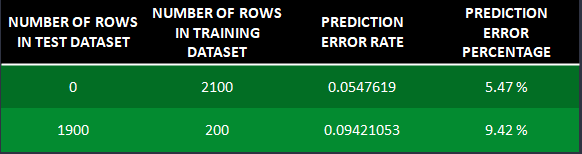 NUMBER OF ROWS IN TEST DATASET
NUMBER OF ROWS IN TRAINING DATASET
PREDICTION ERROR RATE
PREDICTION ERROR PERCENTAGE
0 2100 0.0547619 5.47 %
1900 200 0.09421053 9.42 %